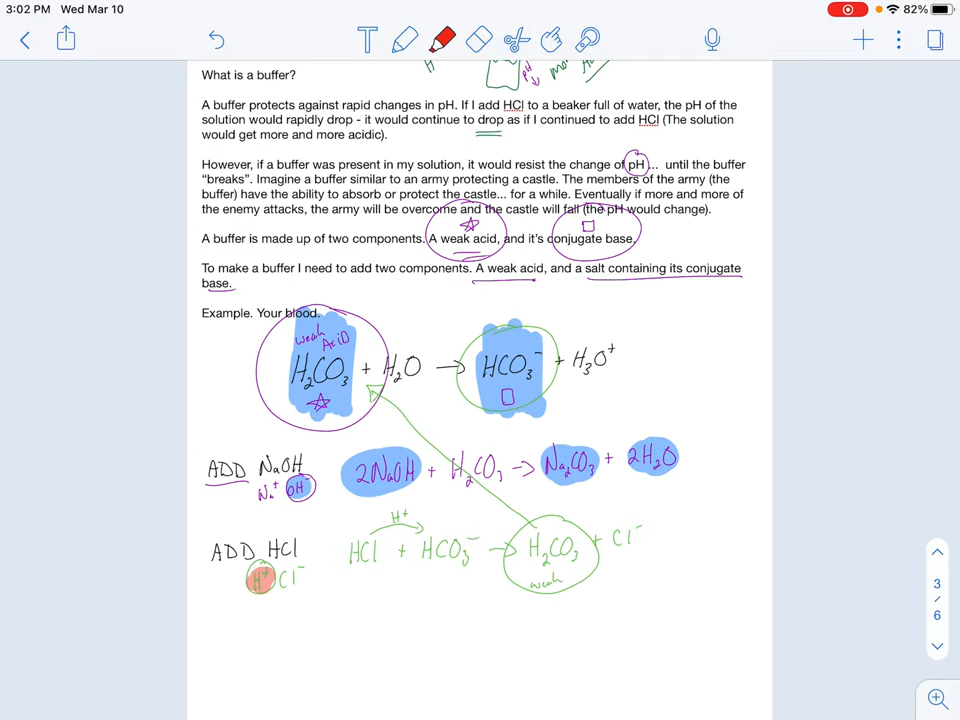 3:02 PM Wed Mar 10
82%
T
H
pH
What is a buffer?
A buffer protects against rapid changes in pH. If I add HCl to a beaker full of water, the pH of the
solution would rapidly drop - it would continue to drop as if I continued to add HCl (The solution
would get more and more acidic).
However, if a buffer was present in my solution, it would resist the change of pH... until the buffer
“breaks”. Imagine a buffer similar to an army protecting a castle. The members of the army (the
buffer) have the ability to absorb or protect the castle... for a while. Eventually if more and more of
the enemy attacks, the army will be overcome and the castle will fall (the pH would change).
A buffer is made up of two components. A weak acid, and it's conjugate base.
To make a buffer I need to add two components. A weak acid, and a salt containing its conjugate
base.
Example. Your blood.
weak
AciD
H₂CO₃ + H₂O → HCO₃⁻ + H₃O⁺
ADD NaOH 2NaOH + H₂CO₃ → Na₂CO₃ + 2H₂O
Na⁺ OH⁻
H⁺
ADD HCl HCl + HCO₃⁻ → H₂CO₃ + Cl⁻
H⁺ Cl⁻ weak
3
/
6